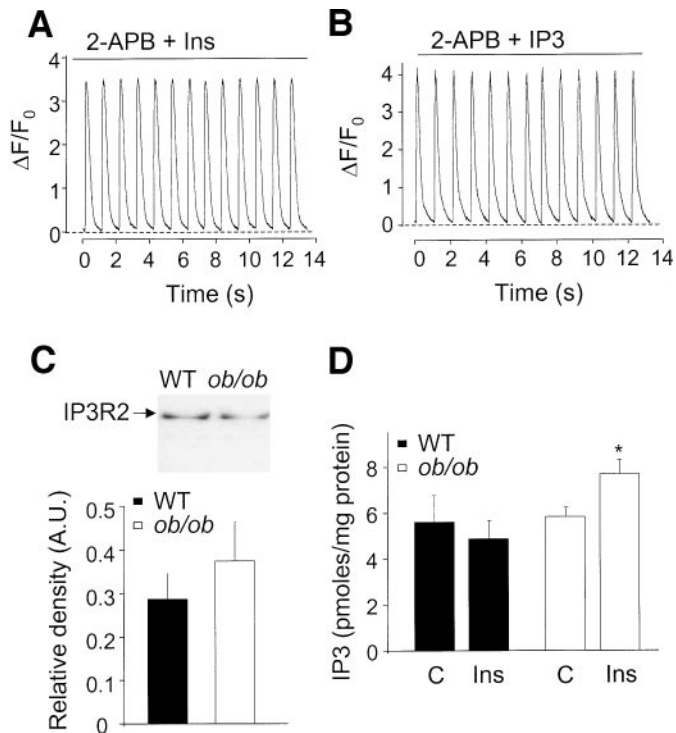 A
2-APB + Ins
ΔF/F0
4
3
2
1
0
0 2 4 6 8 10 12 14
Time (s)
B
2-APB + IP3
ΔF/F0
4
3
2
1
0
0 2 4 6 8 10 12 14
Time (s)
C
WT ob/ob
IP3R2
WT
ob/ob
Relative density (A.U.)
0.5
0.4
0.3
0.2
0.1
0
D
WT
ob/ob
*
IP3 (pmoles/mg protein)
8
6
4
2
0
C Ins C Ins